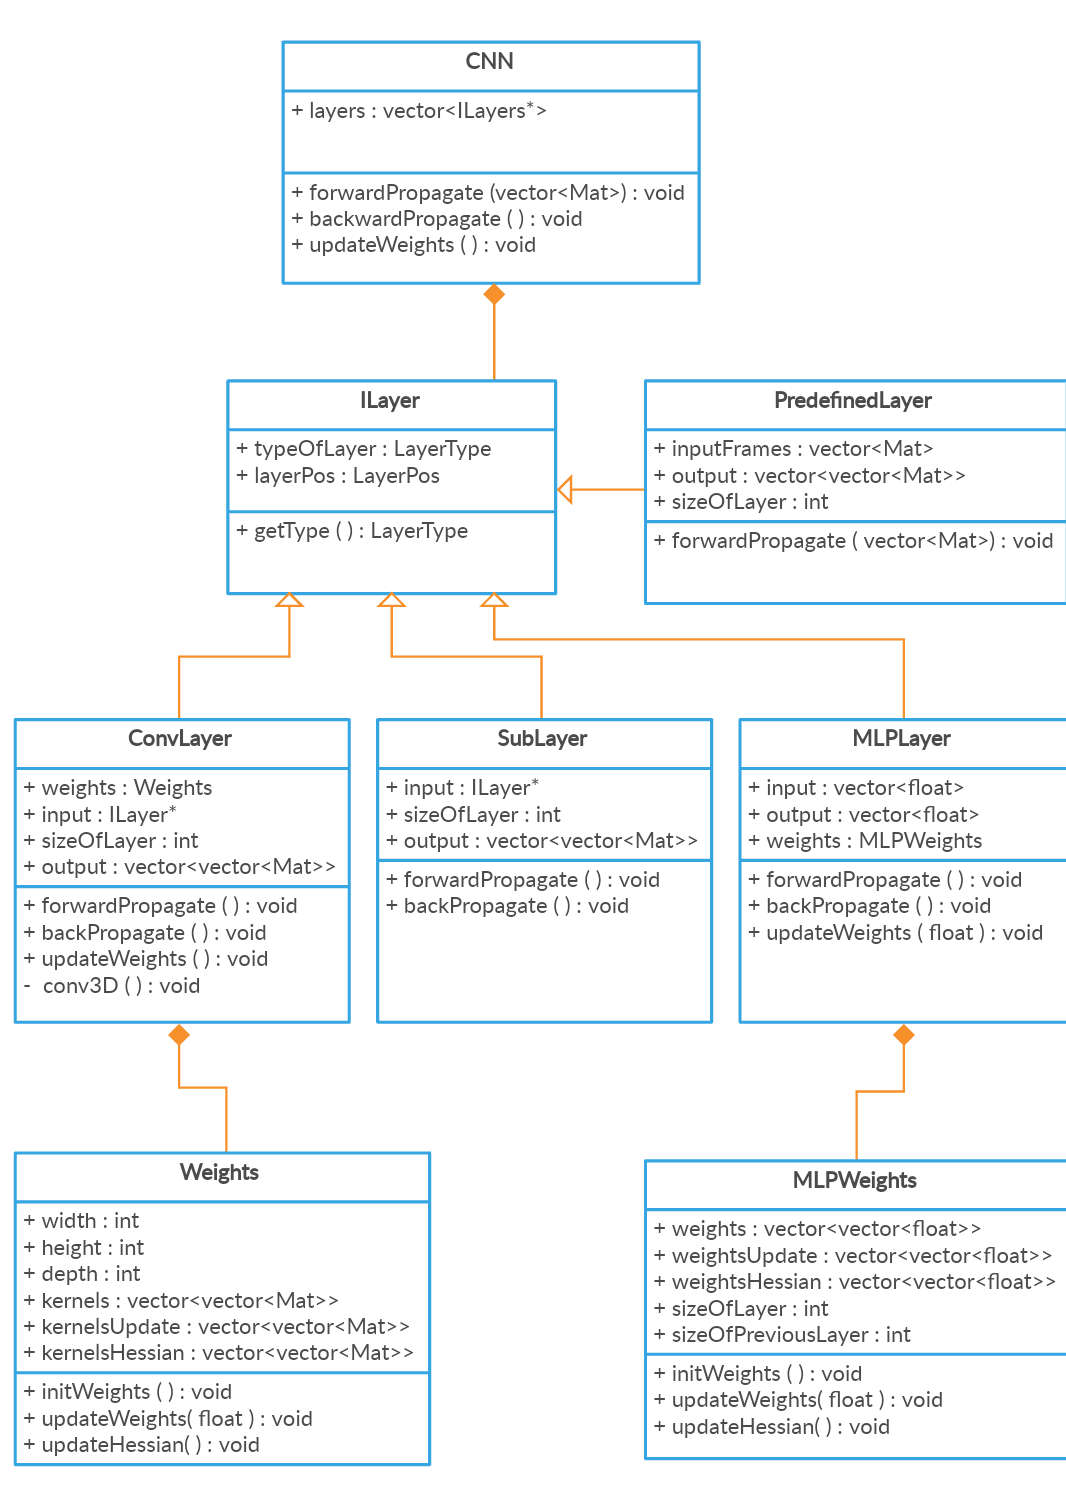 CNN
+ layers : vector<ILayers*>
+ forwardPropagate (vector<Mat>) : void
+ backwardPropagate ( ) : void
+ updateWeights ( ) : void
ILayer
+ typeOfLayer : LayerType
+ layerPos : LayerPos
+ getType ( ) : LayerType
PredefinedLayer
+ inputFrames : vector<Mat>
+ output : vector<vector<Mat>>
+ sizeOfLayer : int
+ forwardPropagate ( vector<Mat>) : void
ConvLayer
+ weights : Weights
+ input : ILayer*
+ sizeOfLayer : int
+ output : vector<vector<Mat>>
+ forwardPropagate ( ) : void
+ backPropagate ( ) : void
+ updateWeights ( ) : void
- conv3D ( ) : void
SubLayer
+ input : ILayer*
+ sizeOfLayer : int
+ output : vector<vector<Mat>>
+ forwardPropagate ( ) : void
+ backPropagate ( ) : void
MLPLayer
+ input : vector<float>
+ output : vector<float>
+ weights : MLPWeights
+ forwardPropagate ( ) : void
+ backPropagate ( ) : void
+ updateWeights ( float ) : void
Weights
+ width : int
+ height : int
+ depth : int
+ kernels : vector<vector<Mat>>
+ kernelsUpdate : vector<vector<Mat>>
+ kernelsHessian : vector<vector<Mat>>
+ initWeights ( ) : void
+ updateWeights( float ) : void
+ updateHessian( ) : void
MLPWeights
+ weights : vector<vector<float>>
+ weightsUpdate : vector<vector<float>>
+ weightsHessian : vector<vector<float>>
+ sizeOfLayer : int
+ sizeOfPreviousLayer : int
+ initWeights ( ) : void
+ updateWeights( float ) : void
+ updateHessian( ) : void